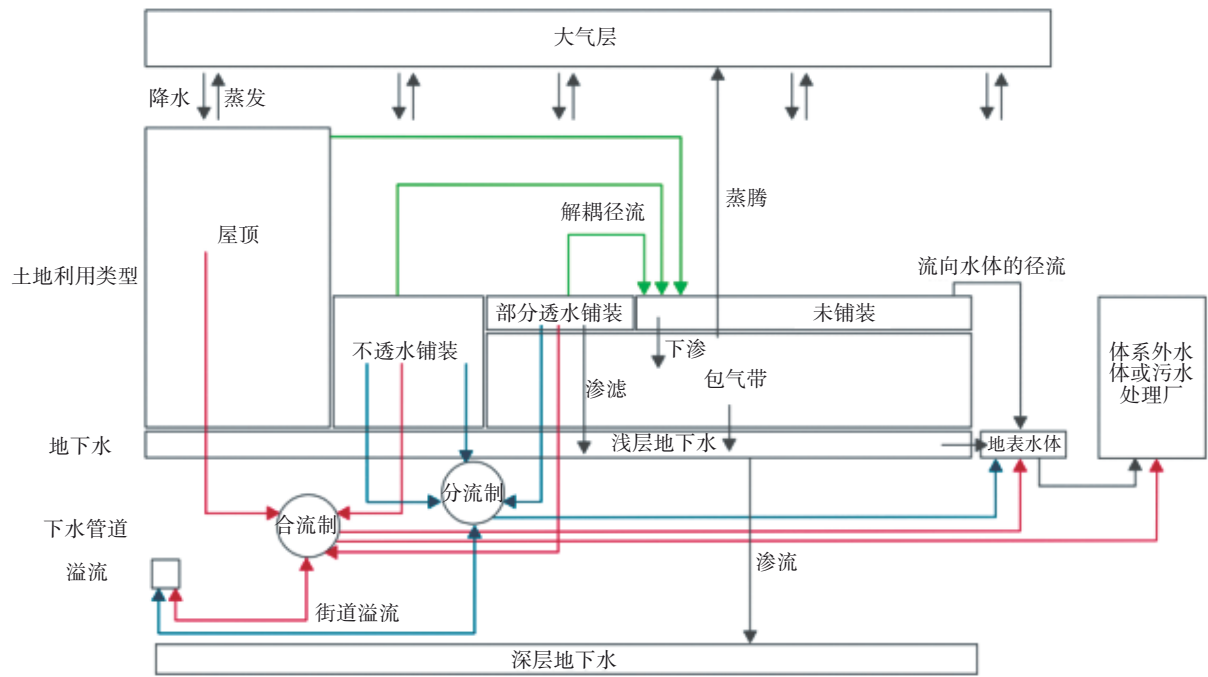 大气层
降水
蒸发
解耦径流
蒸腾
屋顶
流向水体的径流
土地利用类型
部分透水铺装
未铺装
不透水铺装
下渗
体系外水
体或污水
处理厂
包气带
渗滤
地下水
浅层地下水
地表水体
分流制
合流制
下水管道
溢流
渗流
街道溢流
深层地下水